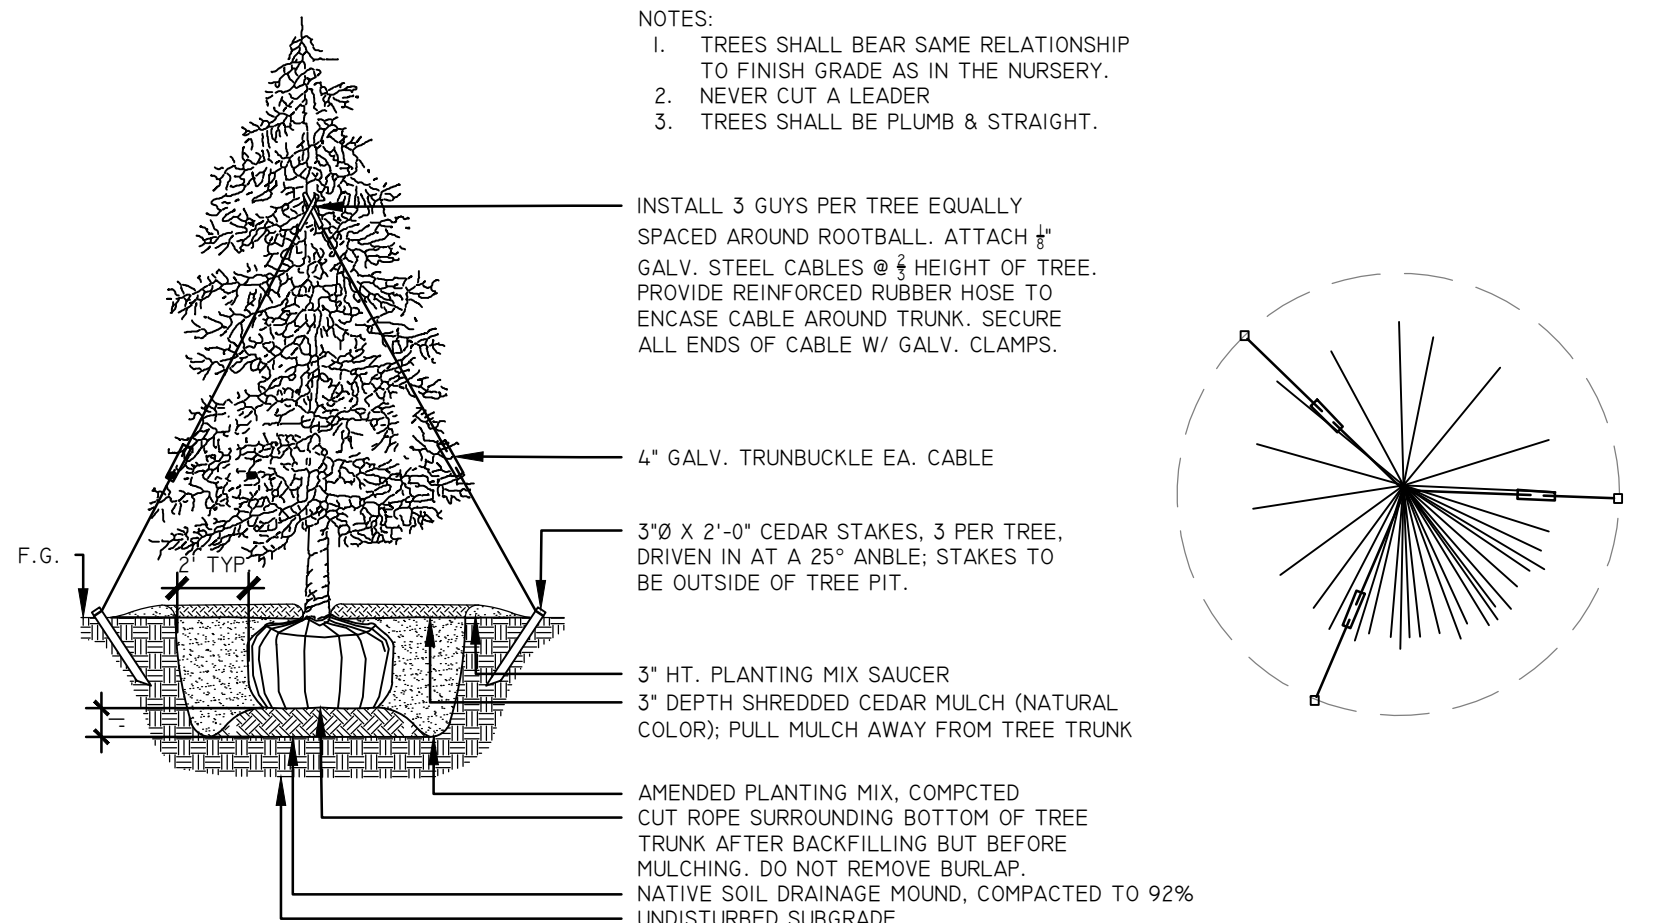 NOTES:
1. TREES SHALL BEAR SAME RELATIONSHIP
TO FINISH GRADE AS IN THE NURSERY.
2. NEVER CUT A LEADER
3. TREES SHALL BE PLUMB & STRAIGHT.
INSTALL 3 GUYS PER TREE EQUALLY
SPACED AROUND ROOTBALL. ATTACH 1/8"
GALV. STEEL CABLES @ 2/3 HEIGHT OF TREE.
PROVIDE REINFORCED RUBBER HOSE TO
ENCASE CABLE AROUND TRUNK. SECURE
ALL ENDS OF CABLE W/ GALV. CLAMPS.
4" GALV. TRUNBUCKLE EA. CABLE
3"Ø X 2'-0" CEDAR STAKES, 3 PER TREE,
DRIVEN IN AT A 25° ANBLE; STAKES TO
BE OUTSIDE OF TREE PIT.
F.G.
2' TYP
3" HT. PLANTING MIX SAUCER
3" DEPTH SHREDDED CEDAR MULCH (NATURAL
COLOR); PULL MULCH AWAY FROM TREE TRUNK
1'
AMENDED PLANTING MIX, COMPCTED
CUT ROPE SURROUNDING BOTTOM OF TREE
TRUNK AFTER BACKFILLING BUT BEFORE
MULCHING. DO NOT REMOVE BURLAP.
NATIVE SOIL DRAINAGE MOUND, COMPACTED TO 92%
UNDISTURBED SUBGRADE